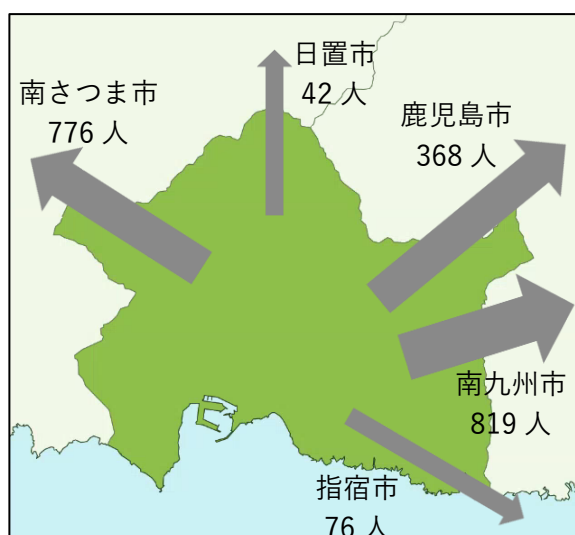 日置市
42 人
南さつま市
776 人
鹿児島市
368 人
南九州市
819 人
指宿市
76 人